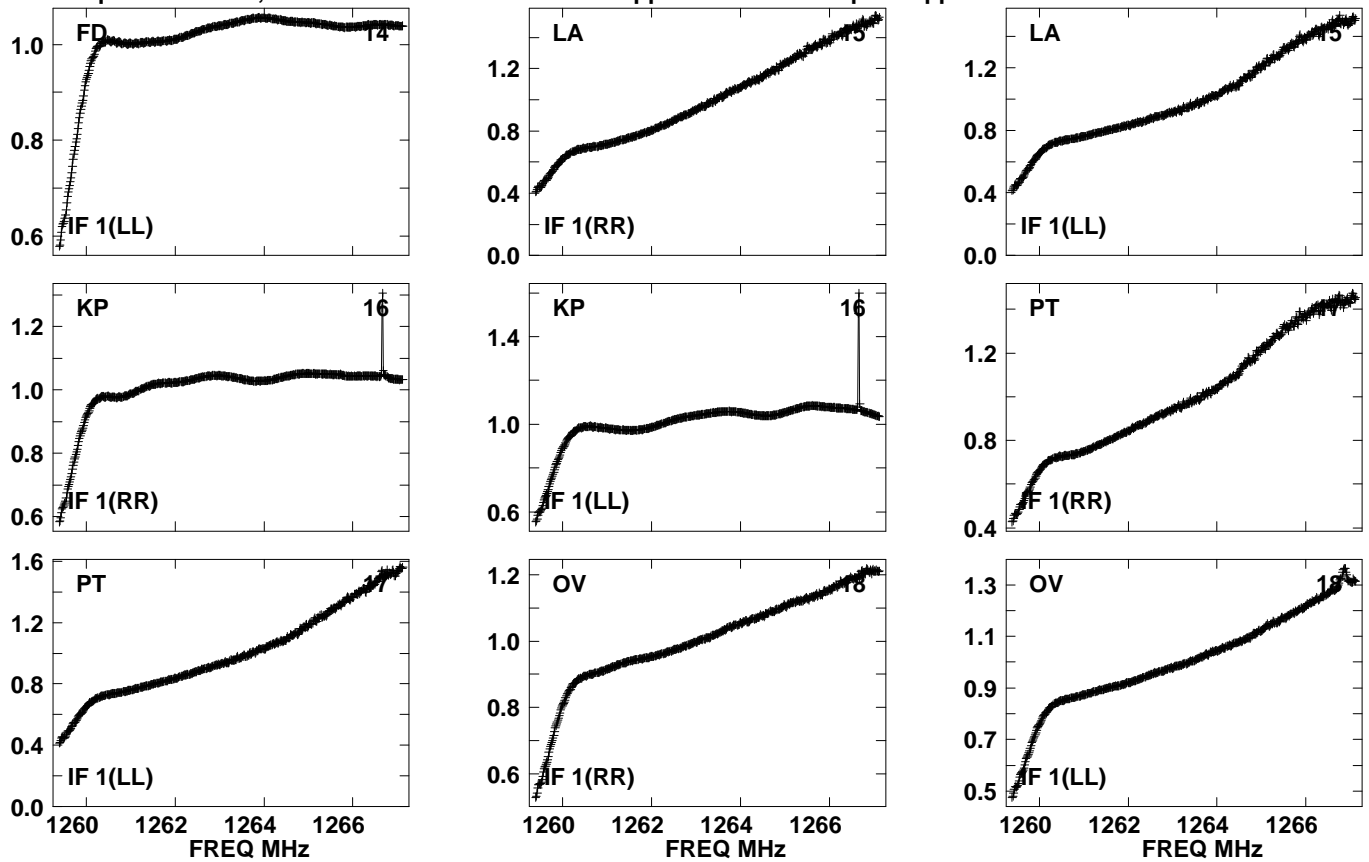 FD 14 LA 15 LA 15
1.0
0.8
0.6
IF 1(LL)
1.2
0.8
0.4
0.0
IF 1(RR)
1.2
0.8
0.4
0.0
IF 1(LL)
KP 16 KP 16 PT 17
1.2
1.0
0.8
0.6
IF 1(RR)
1.4
1.0
0.6
IF 1(LL)
1.2
0.8
0.4
IF 1(RR)
PT 17 OV 18 OV 18
1.6
1.2
0.8
0.4
0.0
IF 1(LL)
1.2
1.0
0.8
0.6
IF 1(RR)
1.3
1.1
0.9
0.7
0.5
IF 1(LL)
1260 1262 1264 1266 1260 1262 1264 1266 1260 1262 1264 1266
FREQ MHz FREQ MHz FREQ MHz